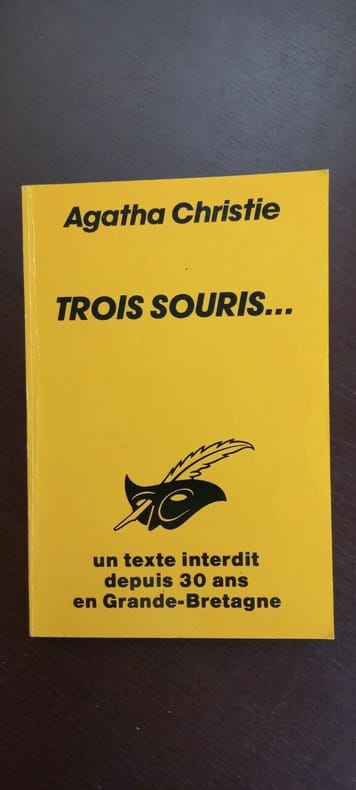 Agatha Christie
TROIS SOURIS...
un texte interdit
depuis 30 ans
en Grande-Bretagne